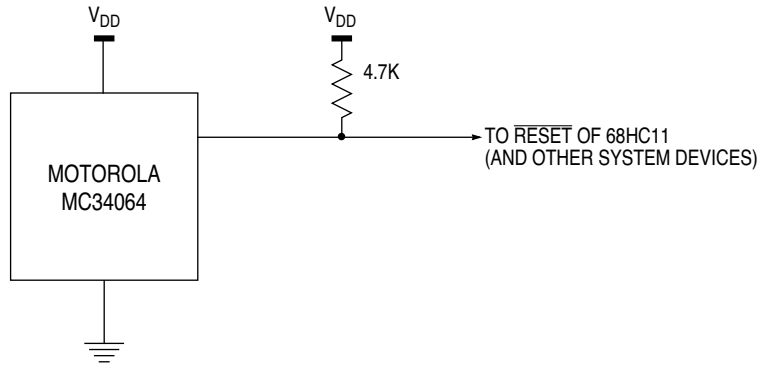 VDD
VDD
4.7K
TO RESET OF 68HC11
(AND OTHER SYSTEM DEVICES)
MOTOROLA
MC34064